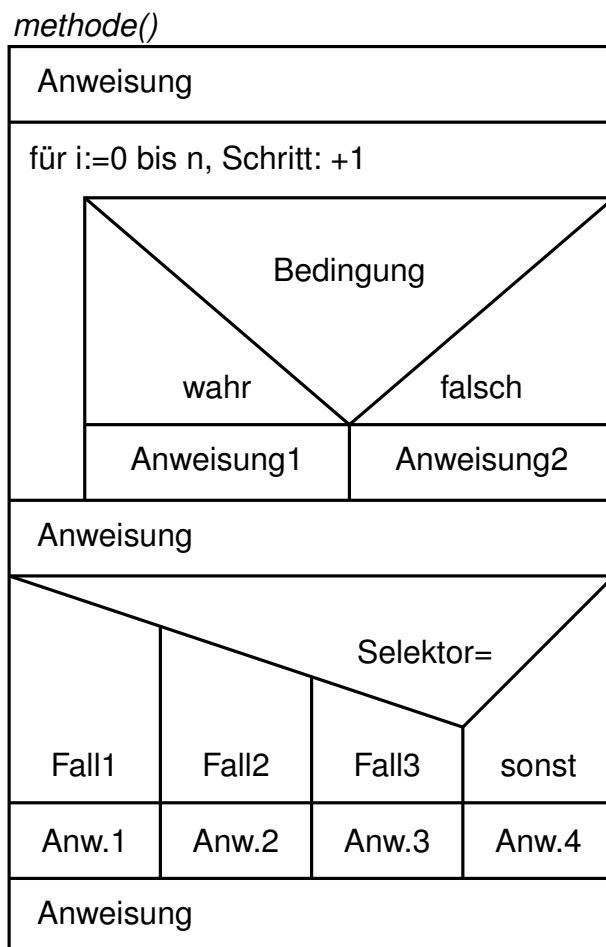 methode()
Anweisung
für i:=0 bis n, Schritt: +1
Bedingung
wahr falsch
Anweisung1 Anweisung2
Anweisung
Selektor=
Fall1 Fall2 Fall3 sonst
Anw.1 Anw.2 Anw.3 Anw.4
Anweisung